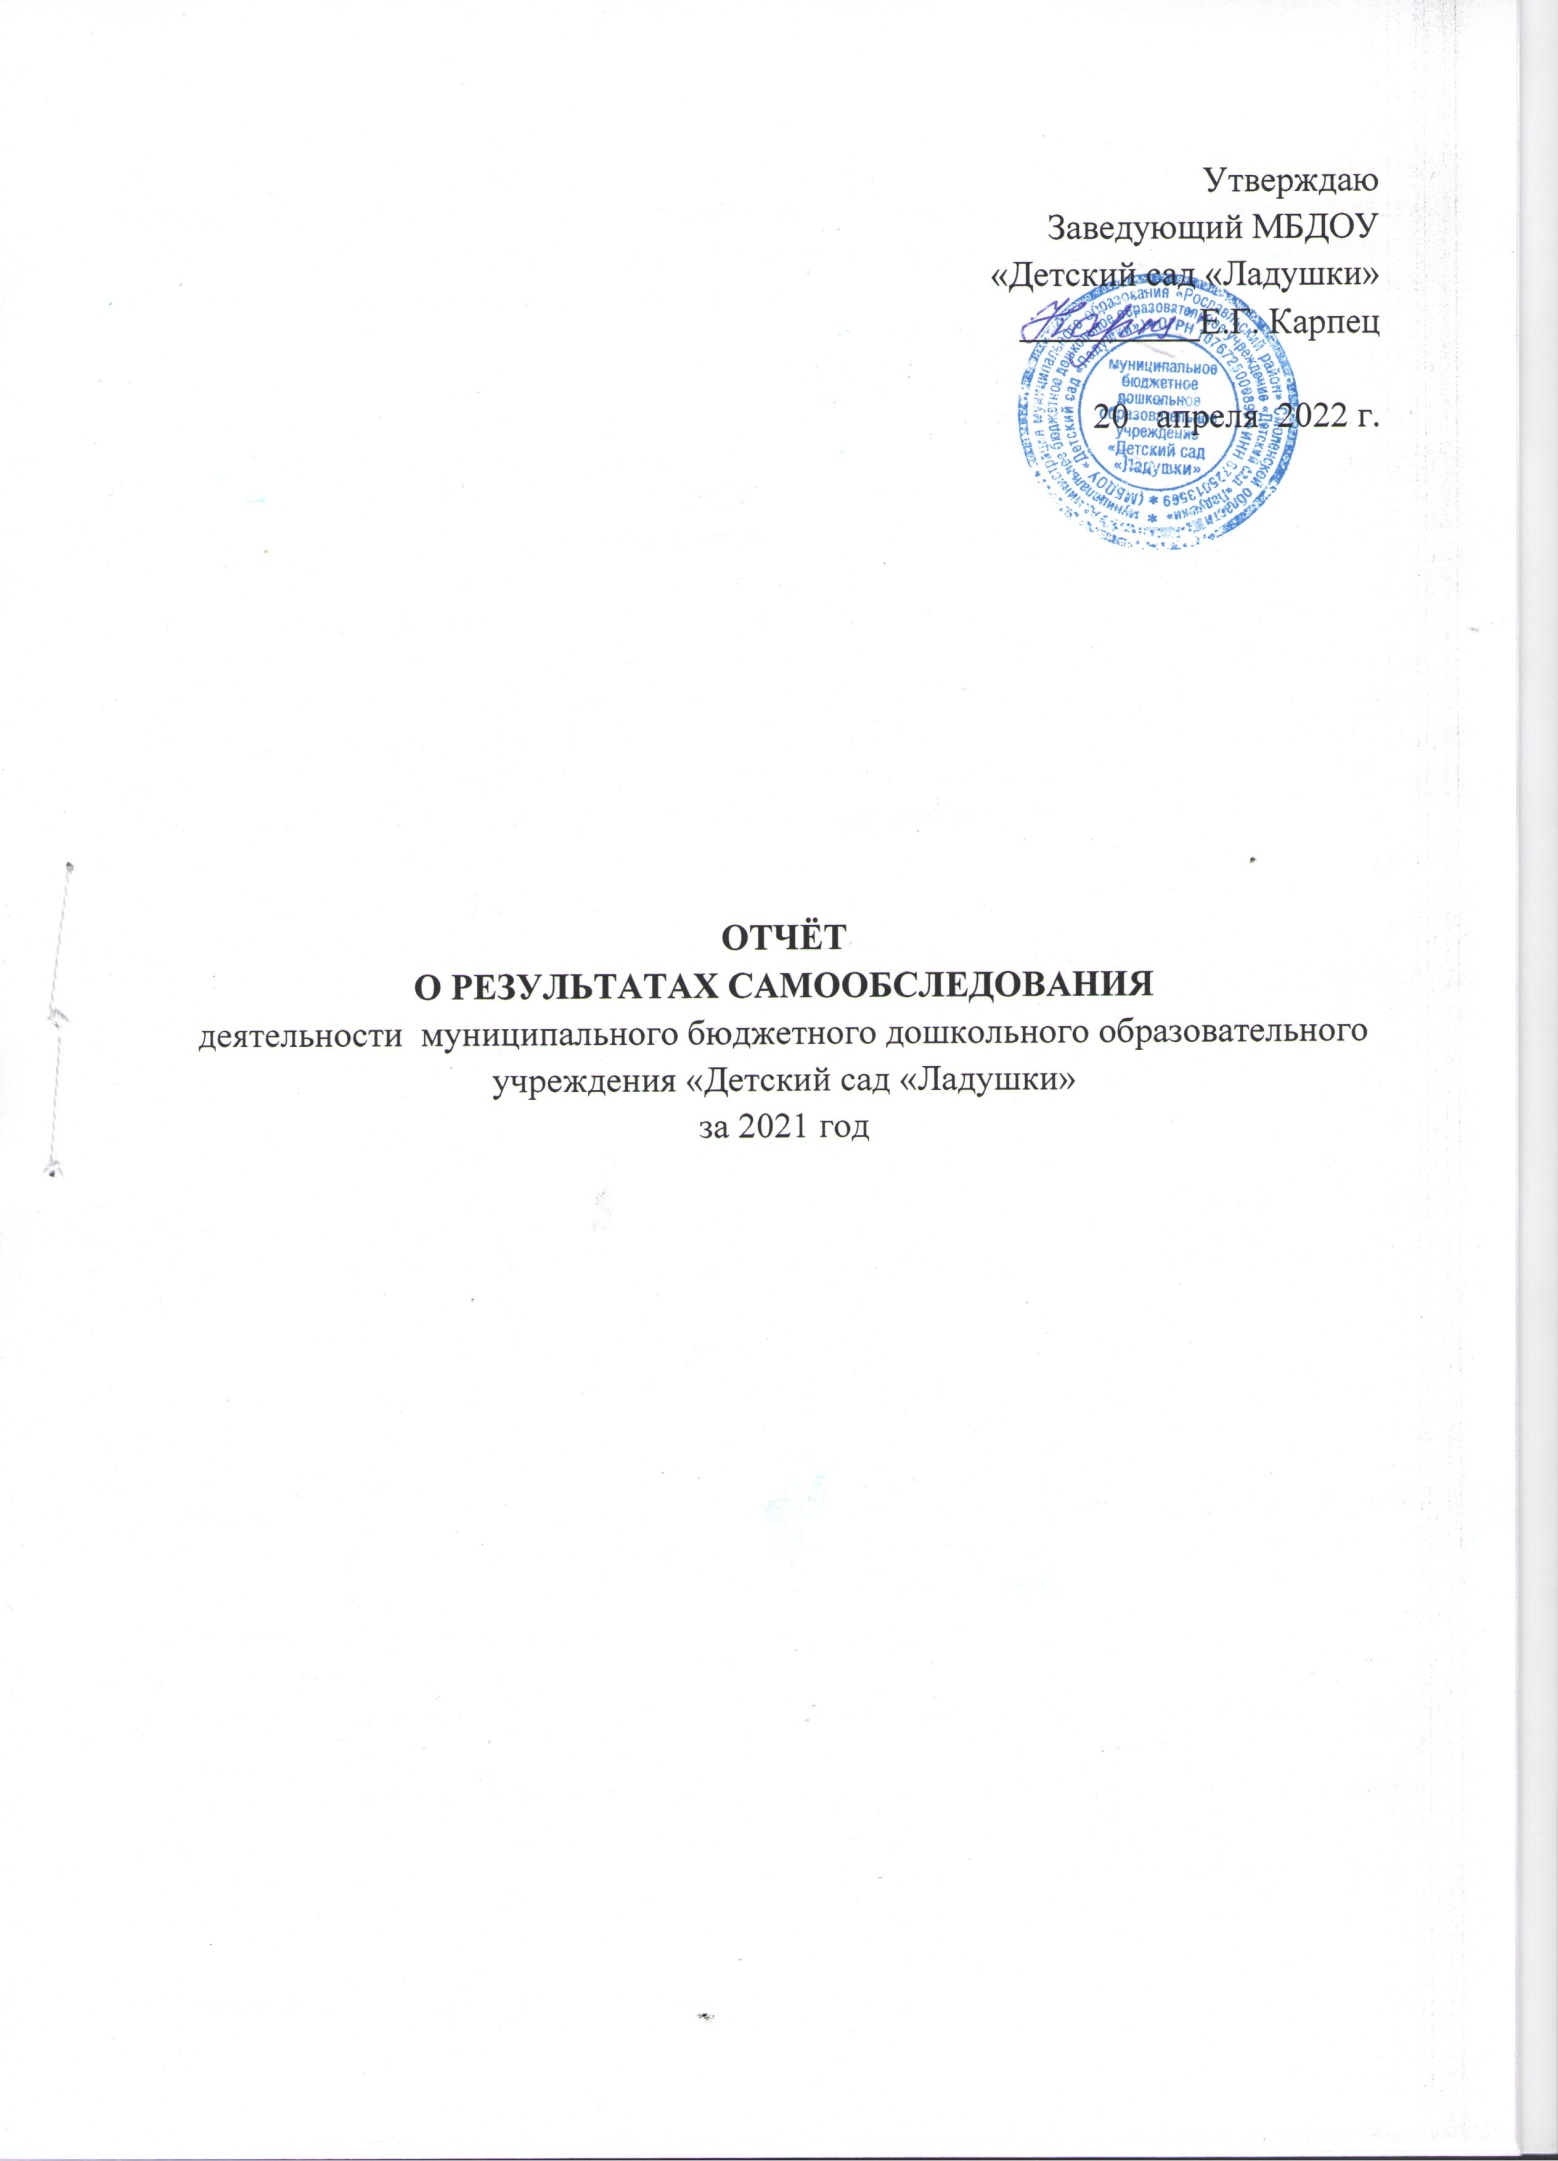 Утверждаю
Заведующий МБДОУ
«Детский сад «Ладушки»
Е.Г. Карпец
20 апреля 2022 г.
муниципальное
бюджетное
дошкольное
образовательное
учреждение
«Детский сад
«Ладушки»
ОТЧЁТ
О РЕЗУЛЬТАТАХ САМООБСЛЕДОВАНИЯ
деятельности муниципального бюджетного дошкольного образовательного
учреждения «Детский сад «Ладушки»
за 2021 год